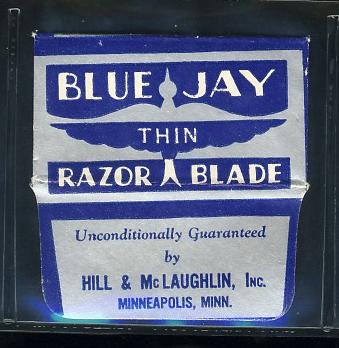 BLUE JAY
THIN
RAZOR BLADE
Unconditionally Guaranteed
by
HILL & McLAUGHLIN, INC.
MINNEAPOLIS, MINN.